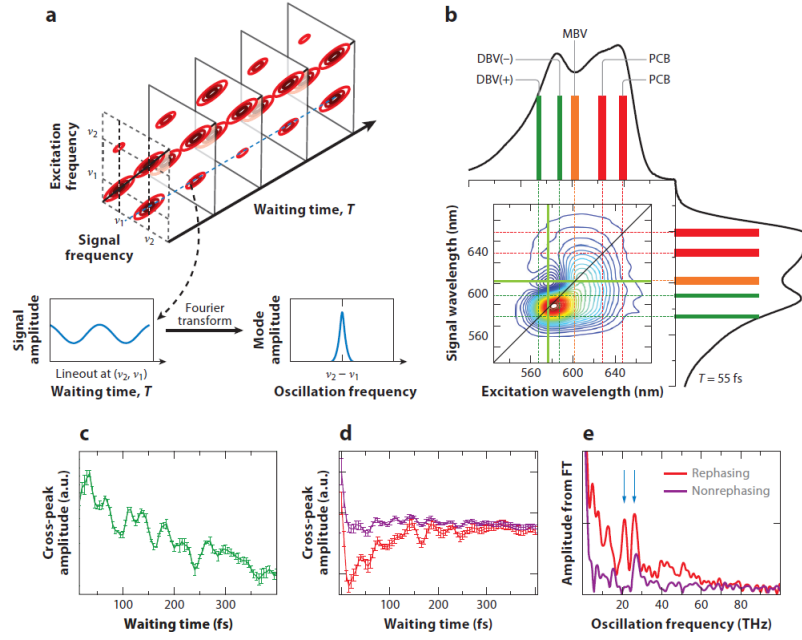 a
Excitation
frequency
ν2
ν1
ν1
ν2
Signal
frequency
Waiting time, T
Signal
amplitude
Fourier
transform
Mode
amplitude
Lineout at (ν2, ν1)
Waiting time, T
ν2 − ν1
Oscillation frequency
b
MBV
DBV(−)
DBV(+)
PCB
PCB
Signal wavelength (nm)
640
600
560
560
600
640
Excitation wavelength (nm)
T = 55 fs
c
Cross-peak
amplitude (a.u.)
100
200
300
Waiting time (fs)
d
Cross-peak
amplitude (a.u.)
100
200
300
400
Waiting time (fs)
e
Amplitude from FT
Rephasing
Nonrephasing
20
40
60
80
Oscillation frequency (THz)